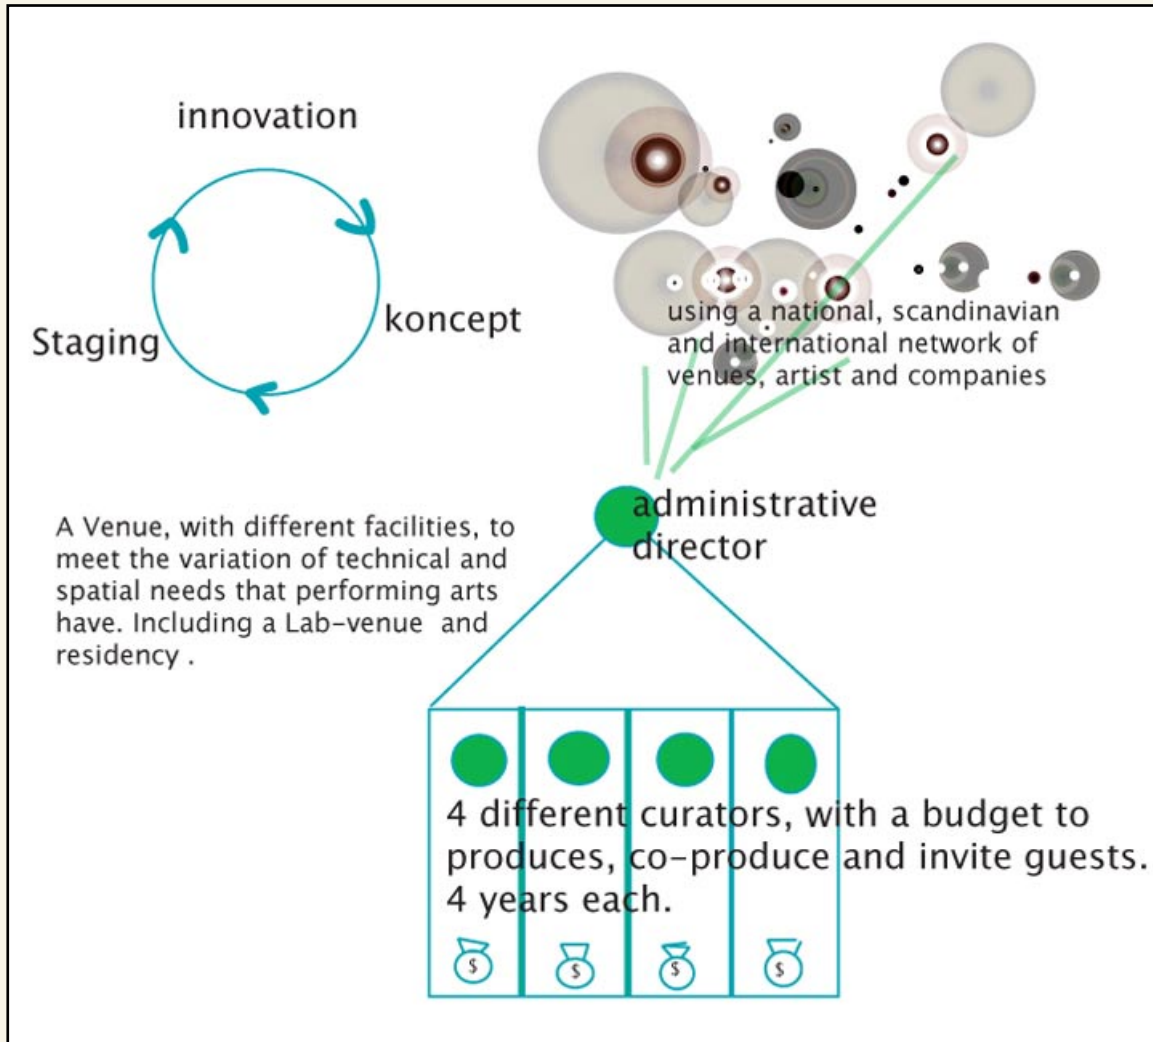 innovation
koncept
Staging
using a national, scandinavian
and international network of
venues, artist and companies
administrative
director
A Venue, with different facilities, to
meet the variation of technical and
spatial needs that performing arts
have. Including a Lab-venue and
residency .
4 different curators, with a budget to
produces, co-produce and invite guests.
4 years each.
$ $ $ $